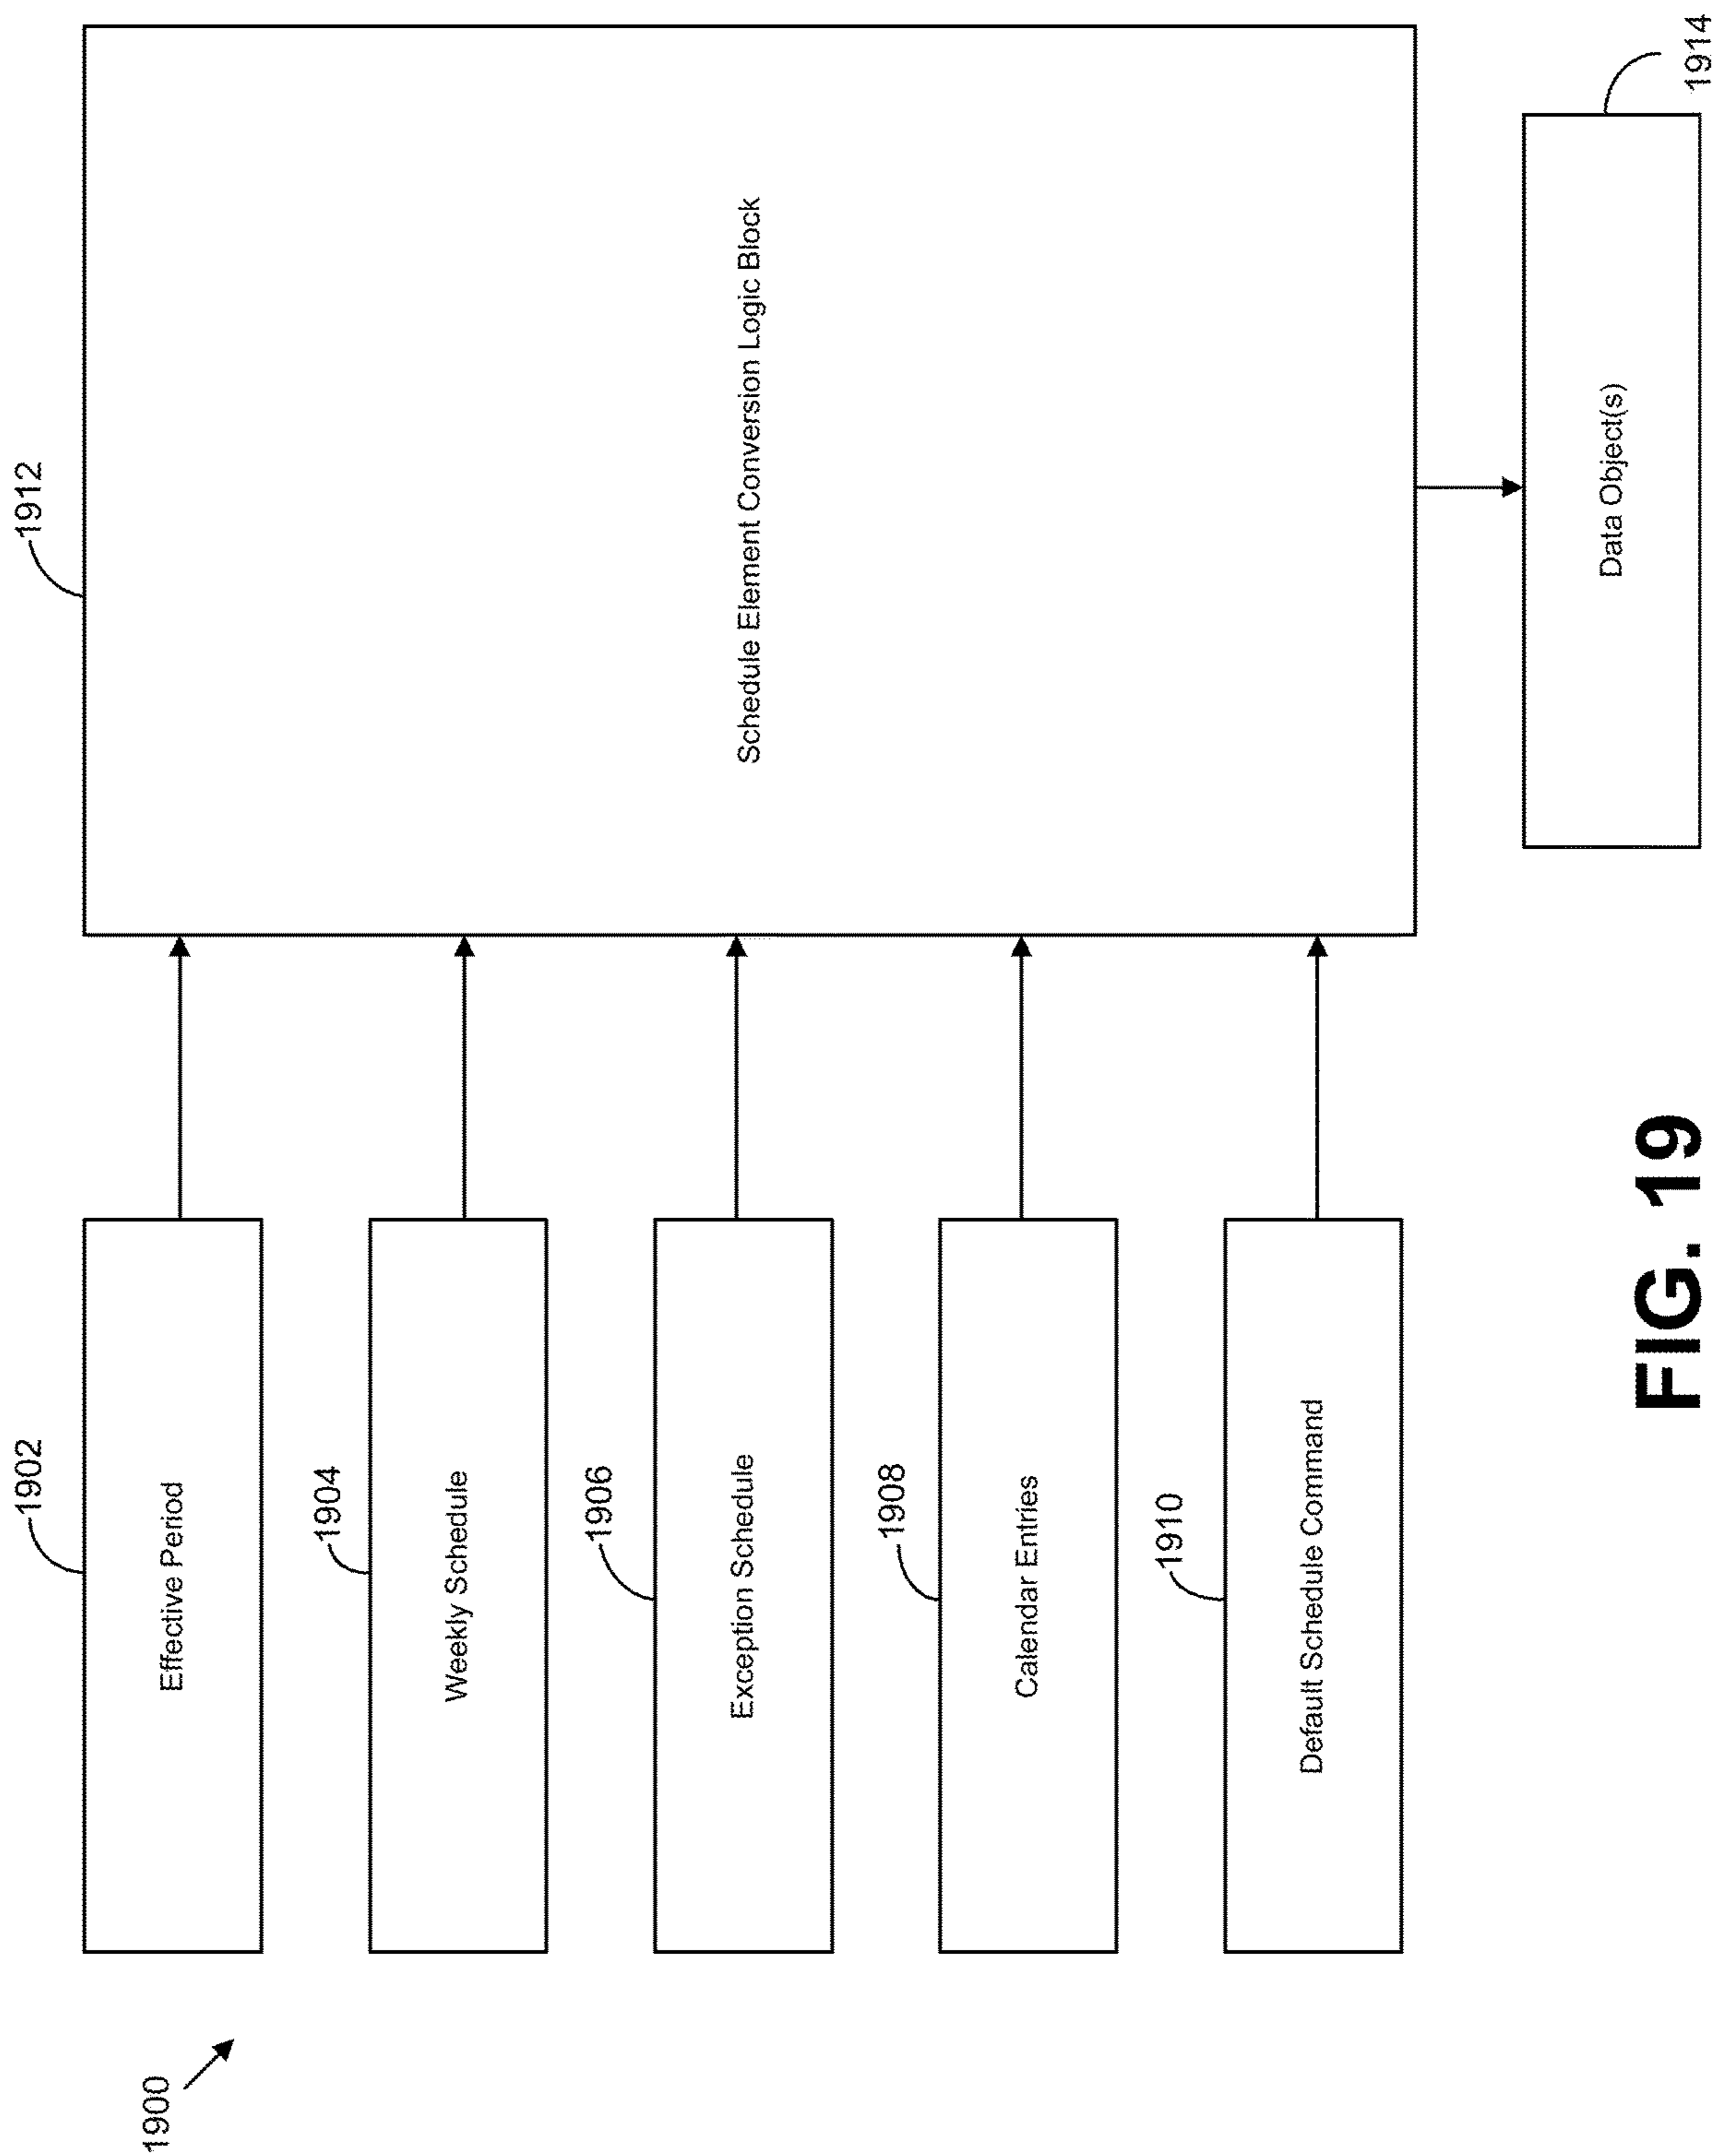 1900
1902
Effective Period
1904
Weekly Schedule
1906
Exception Schedule
1908
Calendar Entries
1910
Default Schedule Command
1912
Schedule Element Conversion Logic Block
Data Object(s)
1914
FIG. 19